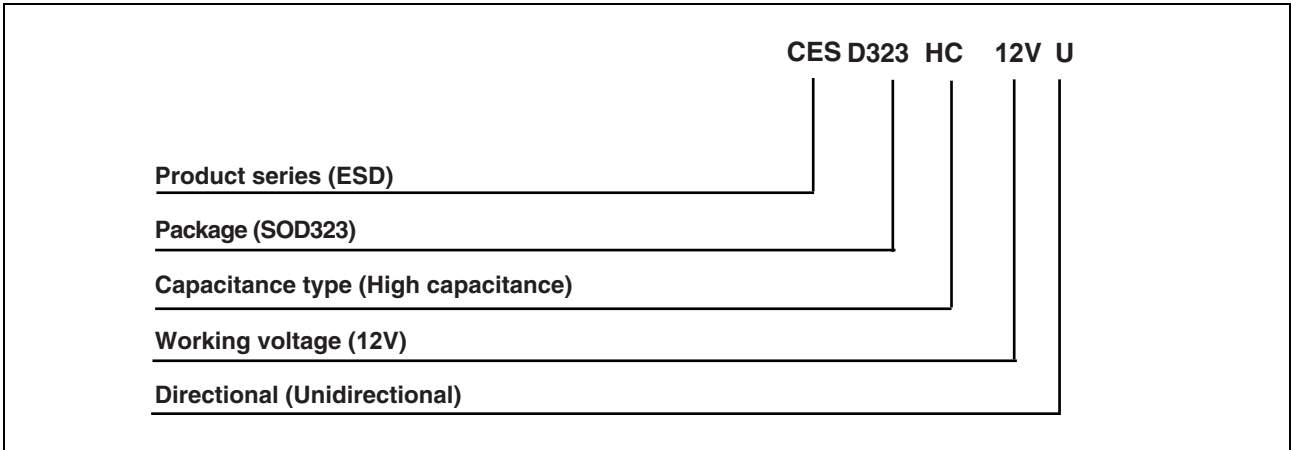 CES D323 HC 12V U
Product series (ESD)
Package (SOD323)
Capacitance type (High capacitance)
Working voltage (12V)
Directional (Unidirectional)